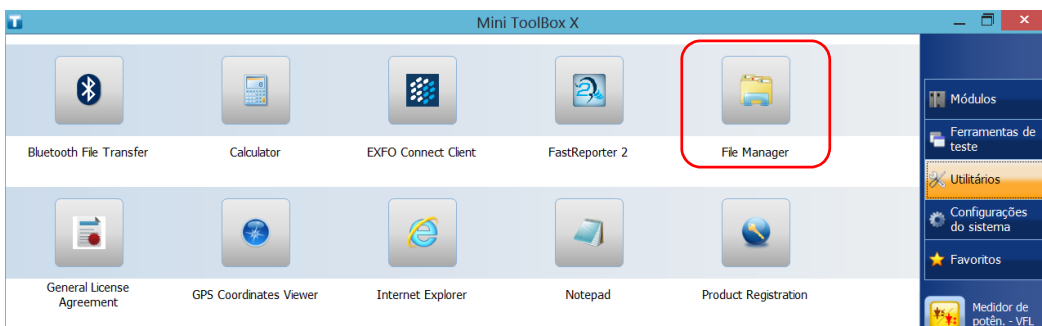 Mini ToolBox X
Bluetooth File Transfer
Calculator
EXFO Connect Client
FastReporter 2
File Manager
General License
Agreement
GPS Coordinates Viewer
Internet Explorer
Notepad
Product Registration
Módulos
Ferramentas de
teste
Utilitários
Configurações
do sistema
Favoritos
Medidor de
potên. - VFL